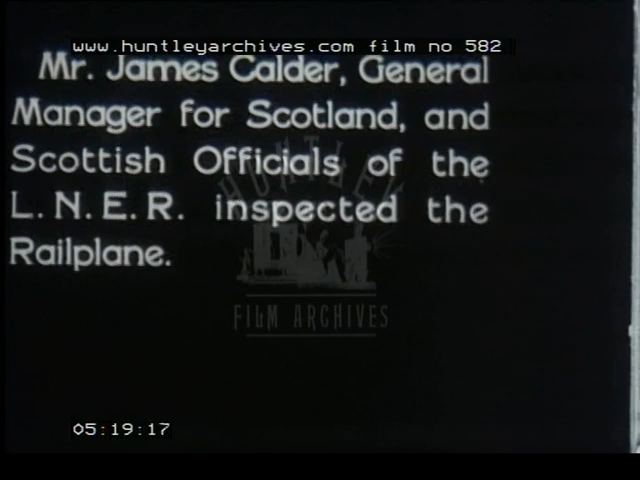 www.huntleyarchives.com film no 582
Mr. James Calder, General
Manager for Scotland, and
Scottish Officials of the
L.N.E.R. inspected the
Railplane.
HUNTLEY
FILM ARCHIVES
05:19:17